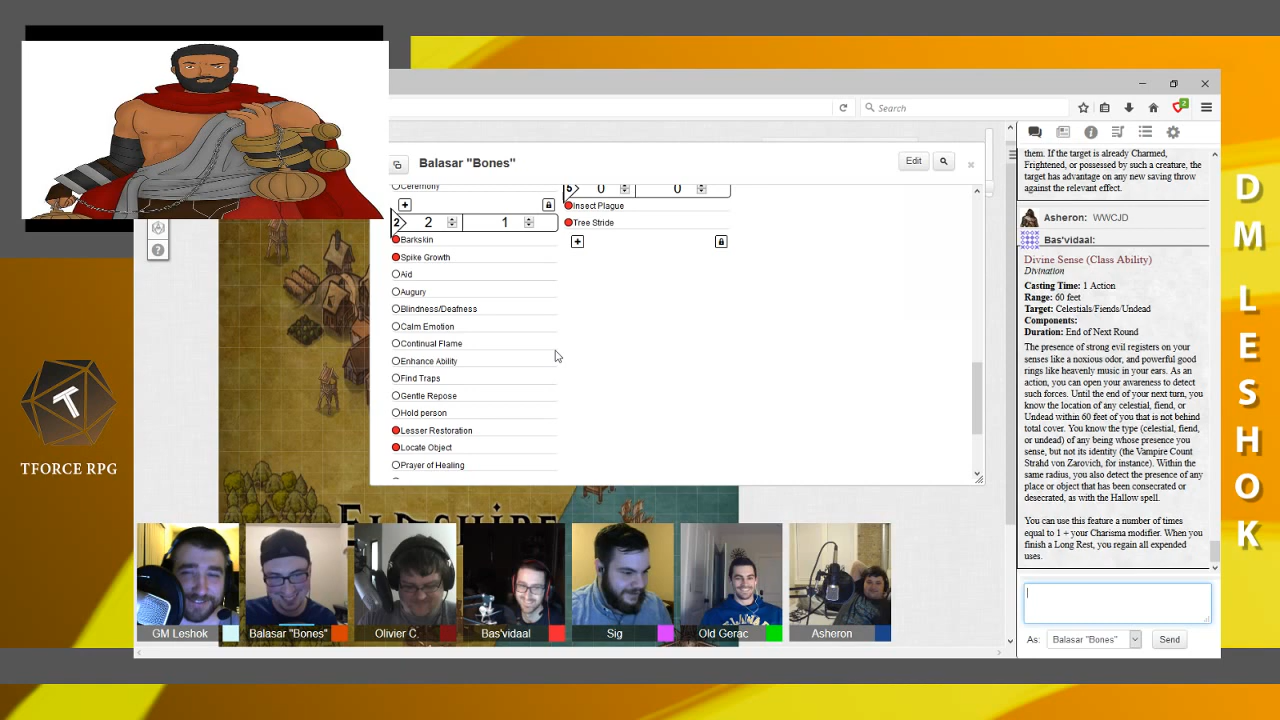 Search
2
Balasar "Bones"
Edit
Ceremony
2 2 1
Barkskin
Spike Growth
Aid
Augury
Blindness/Deafness
Calm Emotion
Continual Flame
Enhance Ability
Find Traps
Gentle Repose
Hold person
Lesser Restoration
Locate Object
Prayer of Healing
5 0 0
Insect Plague
Tree Stride
them. If the target is already Charmed,
Frightened, or possessed by such a creature, the
target has advantage on any new saving throw
against the relevant effect.
Asheron: WWCJD
Bas'vidaal:
Divine Sense (Class Ability)
Divination
Casting Time: 1 Action
Range: 60 feet
Target: Celestials/Fiends/Undead
Components:
Duration: End of Next Round
The presence of strong evil registers on your
senses like a noxious odor, and powerful good
rings like heavenly music in your ears. As an
action, you can open your awareness to detect
such forces. Until the end of your next turn, you
know the location of any celestial, fiend, or
Undead within 60 feet of you that is not behind
total cover. You know the type (celestial, fiend,
or undead) of any being whose presence you
sense, but not its identity (the Vampire Count
Strahd von Zarovich, for instance). Within the
same radius, you also detect the presence of any
place or object that has been consecrated or
desecrated, as with the Hallow spell.
You can use this feature a number of times
equal to 1 + your Charisma modifier. When you
finish a Long Rest, you regain all expended
uses.
As: Balasar "Bones" Send
DM LESHOK
T
TFORCE RPG
GM Leshok
Balasar "Bones"
Olivier C.
Bas'vidaal
Sig
Old Gerac
Asheron